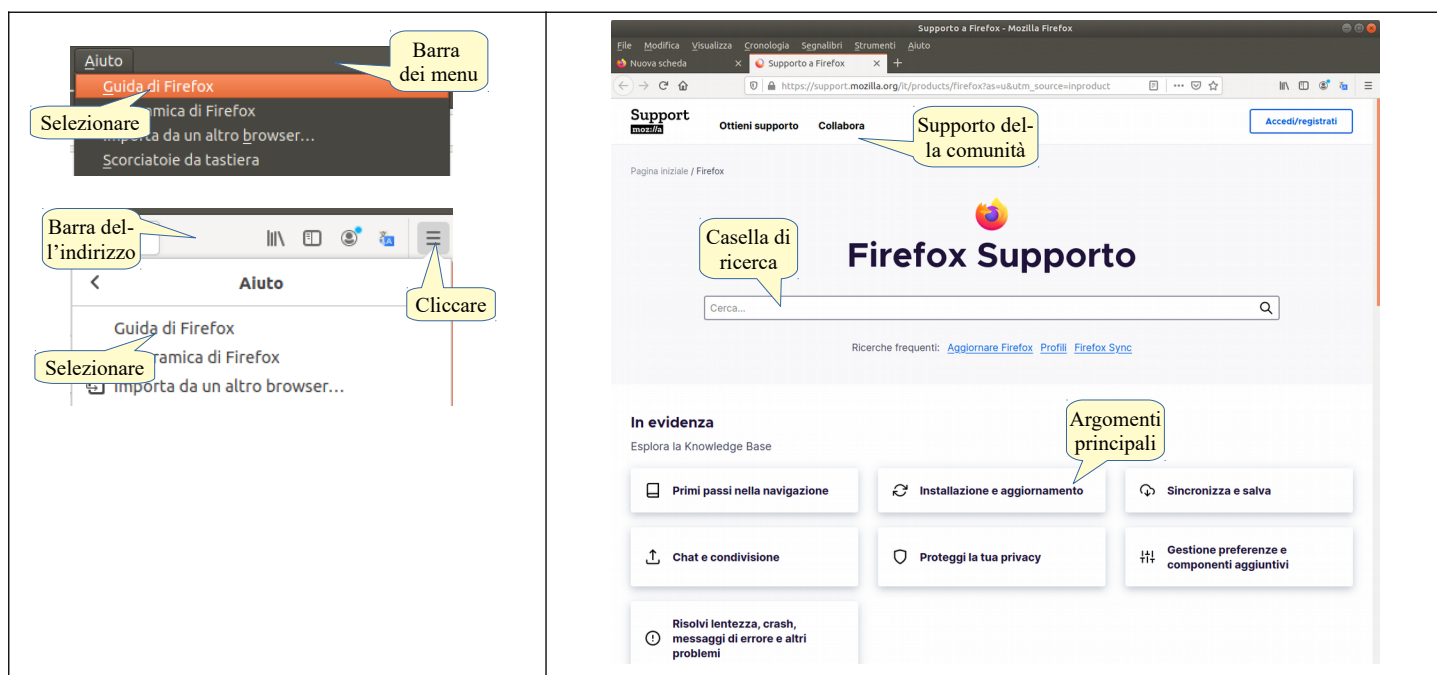 Aiuto
Barra
dei menu
Guida di Firefox
Selezionare
ramica di Firefox
Importa da un altro browser...
Scorciatoie da tastiera
Barra del-
l'indirizzo
Aiuto
Cliccare
Guida di Firefox
Selezionare
ramica di Firefox
Importa da un altro browser...
Supporto a Firefox - Mozilla Firefox
File Modifica Visualizza Cronologia Segnalibri Strumenti Aiuto
Nuova scheda × Supporto a Firefox × +
https://support.mozilla.org/it/products/firefox?as=u&utm_source=inproduct
Support
moz://a
Ottieni supporto Collabora
Supporto del-
la comunità
Accedi/registrati
Pagina iniziale / Firefox
Casella di
ricerca
Firefox Supporto
Cerca...
Ricerche frequenti: Aggiornare Firefox Profili Firefox Sync
In evidenza
Esplora la Knowledge Base
Argomenti
principali
Primi passi nella navigazione
Installazione e aggiornamento
Sincronizza e salva
Chat e condivisione
Proteggi la tua privacy
Gestione preferenze e
componenti aggiuntivi
Risolvi lentezza, crash,
messaggi di errore e altri
problemi